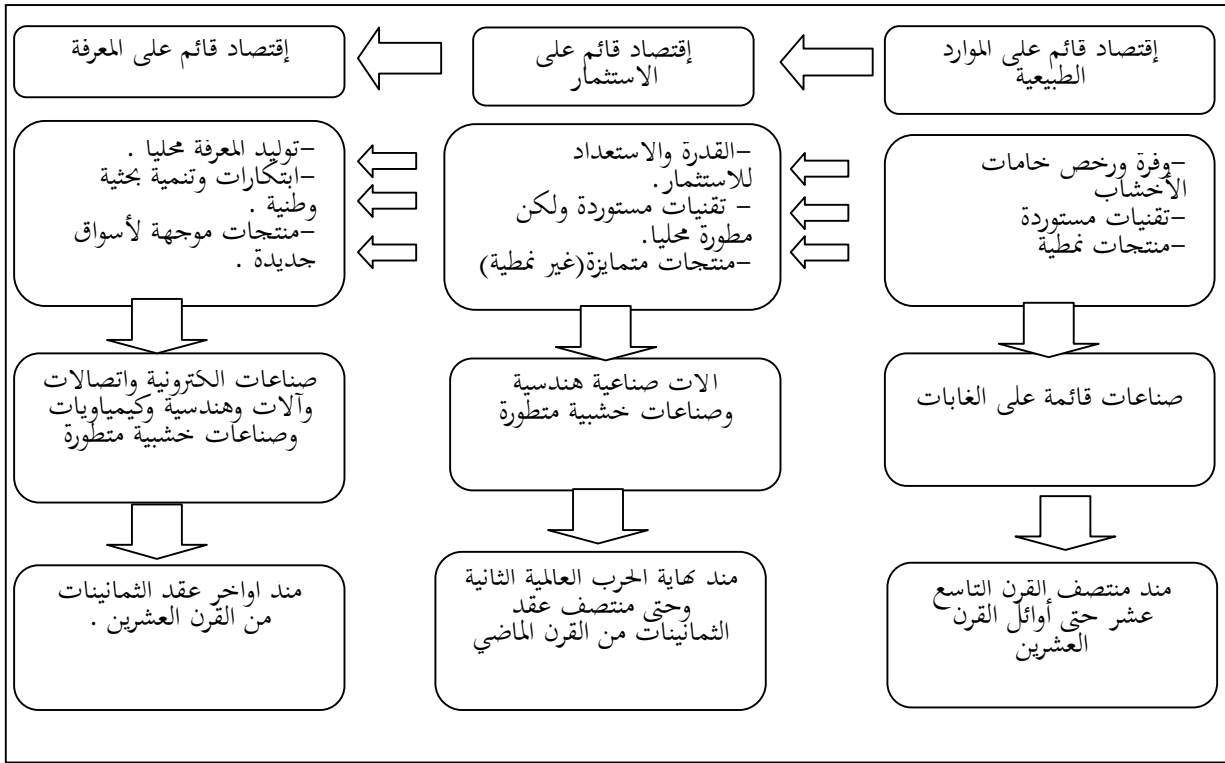 إقتصاد قائم على الموارد
الطبيعية
إقتصاد قائم على
الاستثمار
إقتصاد قائم على المعرفة
-وفرة ورخص خامات
الأخشاب
-تقنيات مستوردة
-منتجات نمطية
-القدرة والاستعداد
للاستثمار.
- تقنيات مستوردة ولكن
مطورة محليا.
-منتجات متمايزة(غير نمطية)
-توليد المعرفة محليا .
-ابتكارات وتنمية بحثية
وطنية .
-منتجات موجهة لأسواق
جديدة .
صناعات قائمة على الغابات
الات صناعية هندسية
وصناعات خشبية متطورة
صناعات الكترونية واتصالات
وآلات وهندسية وكيمياويات
وصناعات خشبية متطورة
مند منتصف القرن التاسع
عشر حتى أوائل القرن
العشرين
مند نهاية الحرب العالمية الثانية
وحتى منتصف عقد
الثمانينات من القرن الماضي
مند اواخر عقد الثمانينات
من القرن العشرين .